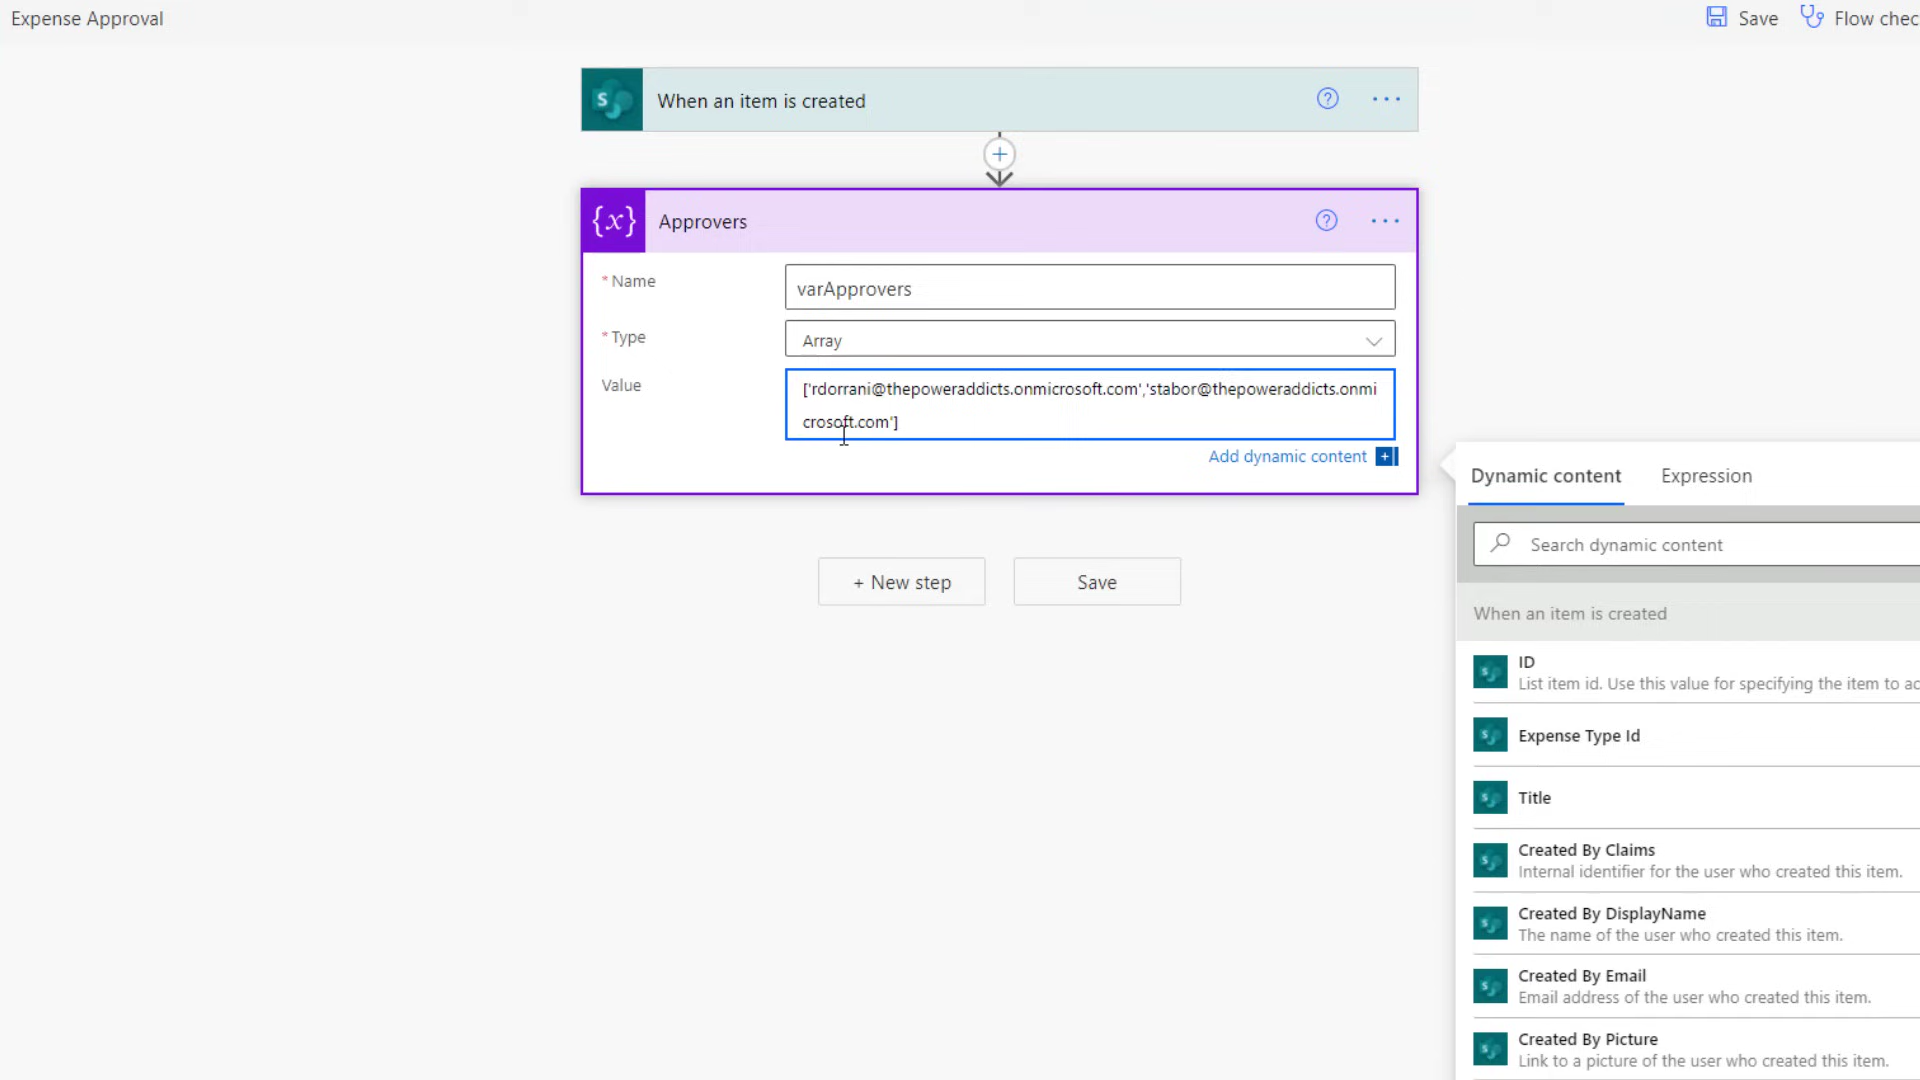 Expense Approval
Save
Flow chec
When an item is created
{x}
Approvers
* Name
varApprovers
* Type
Array
Value
['rdorrani@thepoweraddicts.onmicrosoft.com','stabor@thepoweraddicts.onmi
crosoft.com']
Add dynamic content
+ New step
Save
Dynamic content
Expression
Search dynamic content
When an item is created
ID
List item id. Use this value for specifying the item to ac
Expense Type Id
Title
Created By Claims
Internal identifier for the user who created this item.
Created By DisplayName
The name of the user who created this item.
Created By Email
Email address of the user who created this item.
Created By Picture
Link to a picture of the user who created this item.